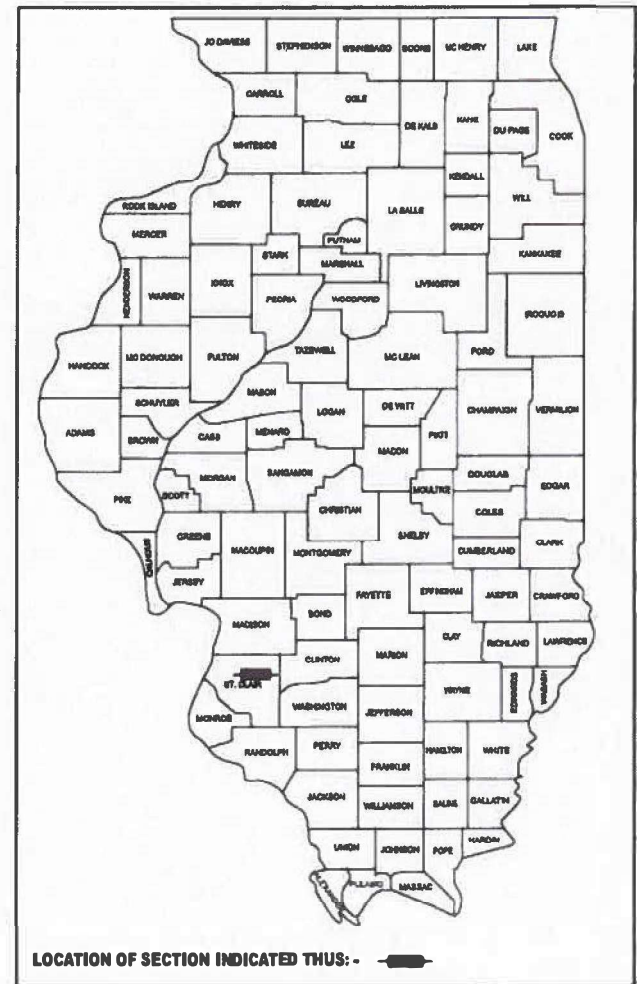 JO DAVIESS STEPHENSON WINNEBAGO BOONE MC HENRY LAKE
CARROLL OGLE DE KALB KANE DU PAGE COOK
WHITESIDE LEE
KENDALL
ROCK ISLAND HENRY BUREAU LA SALLE WILL
MERCER PUTNAM GRUNDY
STARK MARSHALL KANKAKEE
HENDERSON WARREN KNOX PEORIA WOODFORD LIVINGSTON IROQUOIS
TAZEWELL FORD
HANCOCK MC DONOUGH FULTON MC LEAN
MASON
SCHUYLER LOGAN DE WITT CHAMPAIGN VERMILION
ADAMS BROWN CASS MENARD PIATT
MACON
MORGAN SANGAMON DOUGLAS
PIKE SCOTT MOULTRIE EDGAR
CHRISTIAN COLES
CALHOUN GREENE MACOUPIN MONTGOMERY SHELBY CUMBERLAND CLARK
JERSEY FAYETTE EFFINGHAM JASPER CRAWFORD
MADISON BOND
CLAY RICHLAND LAWRENCE
CLINTON MARION
ST. CLAIR WAYNE EDWARDS WABASH
MONROE WASHINGTON JEFFERSON
RANDOLPH PERRY HAMILTON WHITE
FRANKLIN
JACKSON WILLIAMSON SALINE GALLATIN
UNION JOHNSON POPE HARDIN
ALEXANDER PULASKI MASSAC
LOCATION OF SECTION INDICATED THUS: -